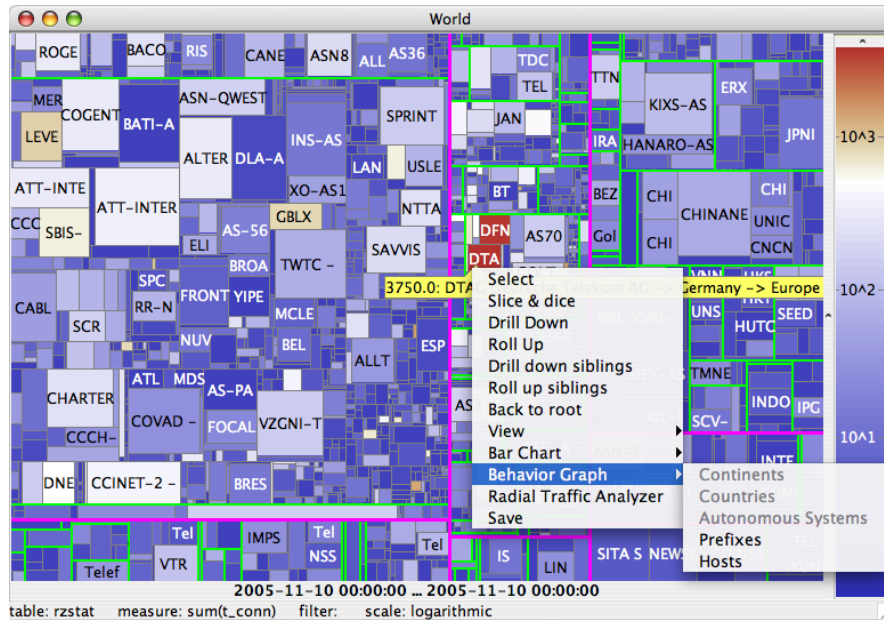 World
ROGE BACO RIS CANE ASN8 ALL AS36 TDC
TEL
TTN KIXS-AS ERX
10^3
MER COGENT BATI-A ASN-QWEST SPRINT JAN
LEVE ALTER DLA-A INS-AS IRA HANARO-AS JPNI
LAN USLE
ATT-INTE ATT-INTER XO-AS1 NTTA BT BEZ CHI CHI
CCC SBIS- AS-56 GBLX DFN AS70 CHINANE UNIC
ELI SAVVIS DTA Gol CHI CNCN
BROA TWTC -
3750.0: DTAG Telekom AG -> Germany -> Europe
10^2
CABL SPC FRONT YIPE
RR-N MCLE UNS SEED
SCR HUTC
NUV BEL ESP
ALLT
ATL MDS AS-PA TMNE
CHARTER COVAD - FOCAL VZGNI-T INDO IPG
CCCH- SCV-
10^1
DNE CCINET-2 - BRES INTE
Select
Slice & dice
Drill Down
Roll Up
Drill down siblings
Roll up siblings
Back to root
View
Bar Chart
Behavior Graph
Radial Traffic Analyzer
Save
Continents
Countries
Autonomous Systems
Prefixes
Hosts
Tel IMPS Tel Tel
Telef VTR NSS IS LIN SITA S
2005-11-10 00:00:00 ... 2005-11-10 00:00:00
table: rzstat measure: sum(t_conn) filter: scale: logarithmic